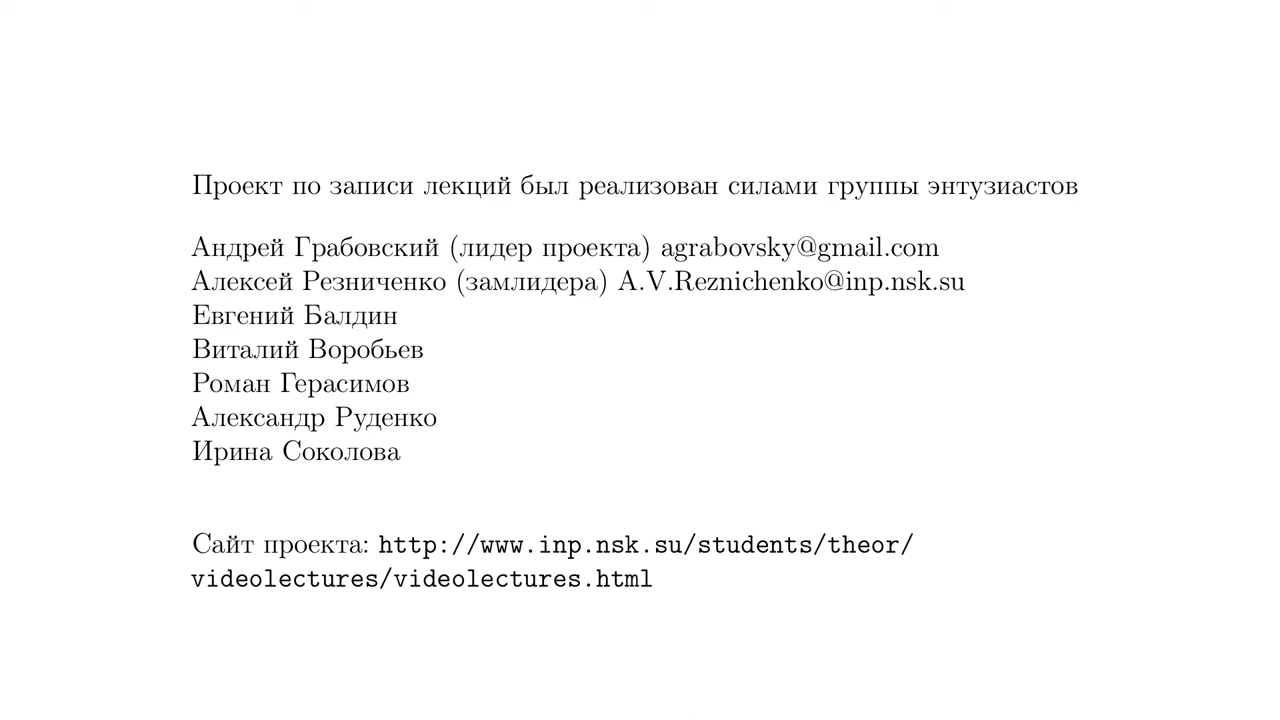 Проект по записи лекций был реализован силами группы энтузиастов
Андрей Грабовский (лидер проекта) agrabovsky@gmail.com
Алексей Резниченко (замлидера) A.V.Reznichenko@inp.nsk.su
Евгений Балдин
Виталий Воробьев
Роман Герасимов
Александр Руденко
Ирина Соколова
Сайт проекта: http://www.inp.nsk.su/students/theor/
videolectures/videolectures.html